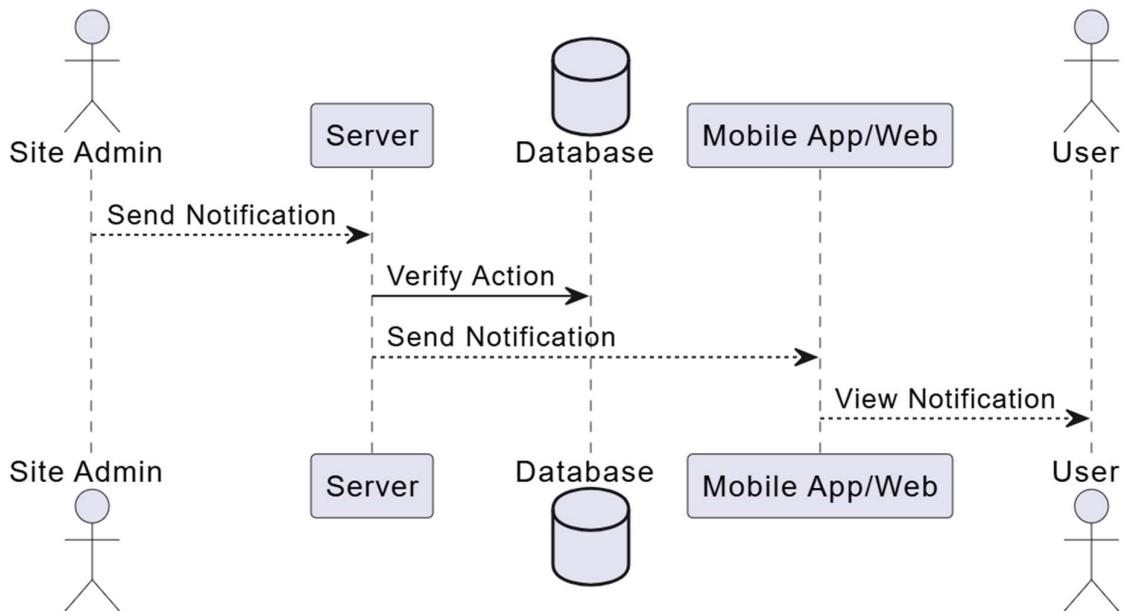 Site Admin
Server
Database
Mobile App/Web
User
Send Notification
Verify Action
Send Notification
View Notification
Site Admin
Server
Database
Mobile App/Web
User